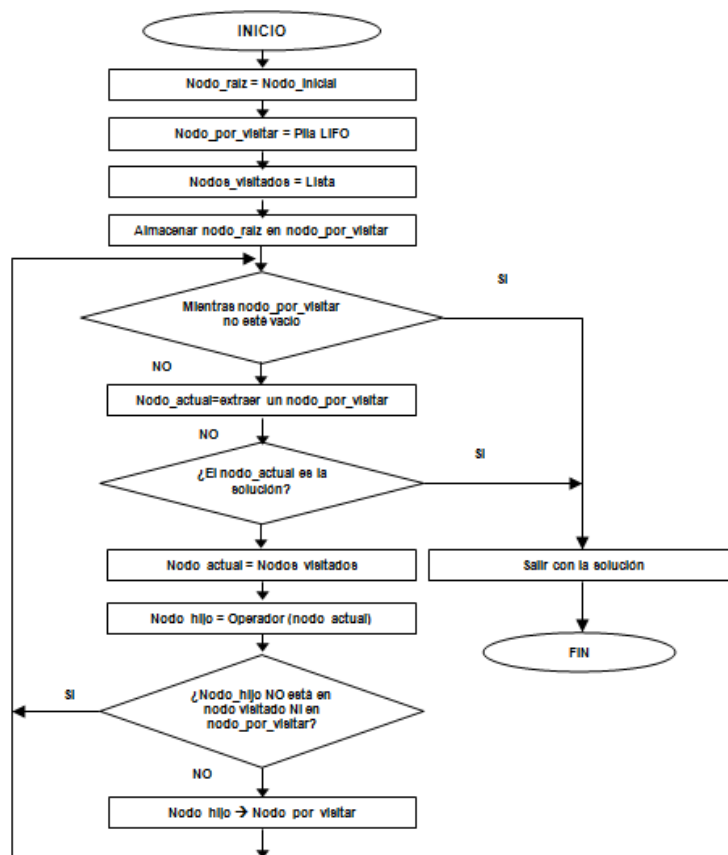 INICIO
Nodo_raiz = Nodo_inicial
Nodo_por_visitar = Pila LIFO
Nodos_visitados = Lista
Almacenar nodo_raiz en nodo_por_visitar
SI
Mientras nodo_por_visitar
no está vacio
NO
Nodo_actual=extraer un nodo_por_visitar
NO
SI
¿El nodo_actual es la
solución?
Nodo actual = Nodos visitados
Salir con la solución
Nodo hijo = Operador (nodo actual)
FIN
SI
¿Nodo_hijo NO está en
nodo visitado NI en
nodo_por_visitar?
NO
Nodo hijo → Nodo por visitar